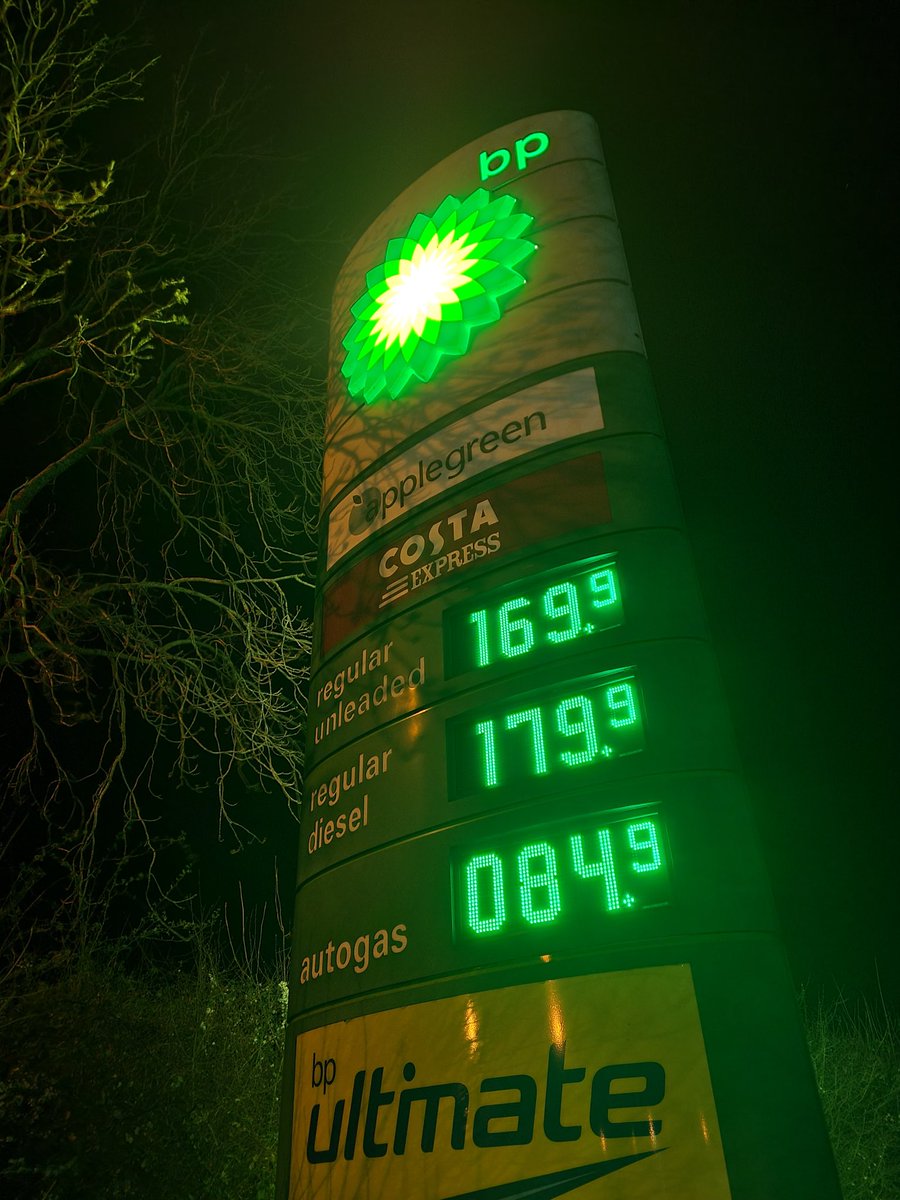 bp
applegreen
COSTA
EXPRESS
regular
unleaded
169.9
regular
diesel
179.9
autogas
084.9
bp
ultimate